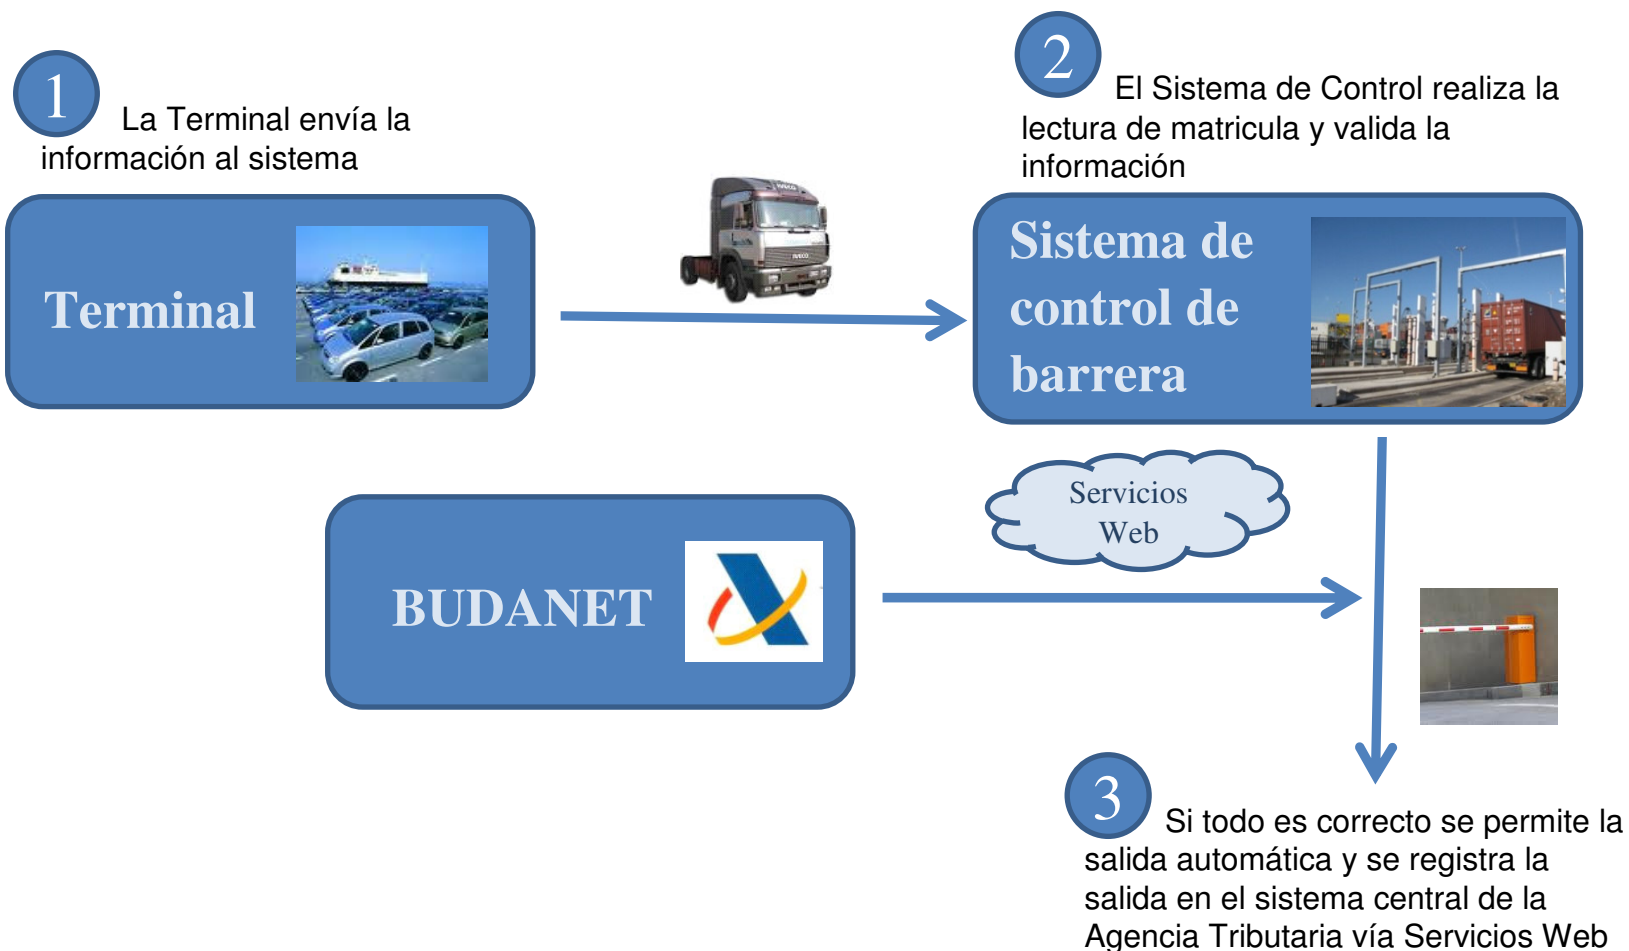 1
La Terminal envía la
información al sistema
2
El Sistema de Control realiza la
lectura de matricula y valida la
información
Terminal
IVECO
IVECO
Sistema de
control de
barrera
Servicios
Web
BUDANET
3
Si todo es correcto se permite la
salida automática y se registra la
salida en el sistema central de la
Agencia Tributaria vía Servicios Web